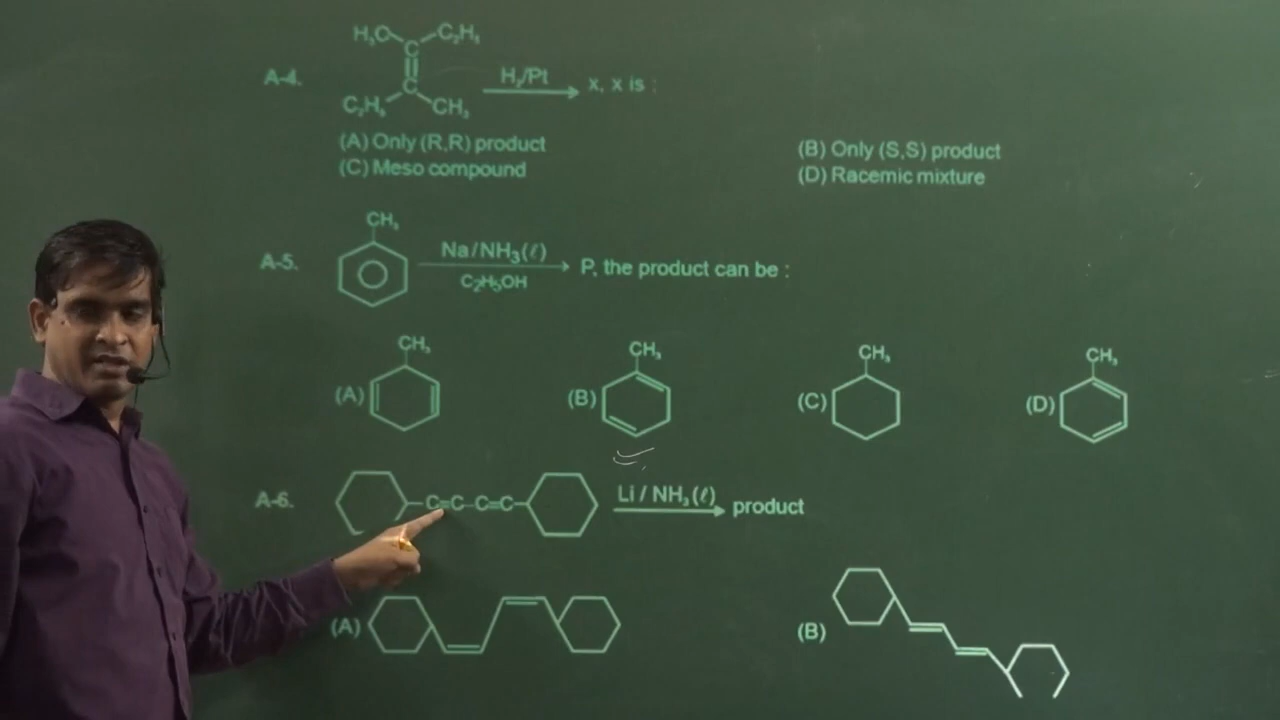 H₃C C₂H₅
C
A-4. H₂/Pt x, x is :
C
C₂H₅ CH₃
(A) Only (R,R) product (B) Only (S,S) product
(C) Meso compound (D) Racemic mixture
CH₃
A-5. Na/NH₃(ℓ) P, the product can be :
C₂H₅OH
CH₃ CH₃ CH₃ CH₃
(A) (B) (C) (D)
A-6. C≡C–C≡C Li / NH₃(ℓ) product
(A) (B)